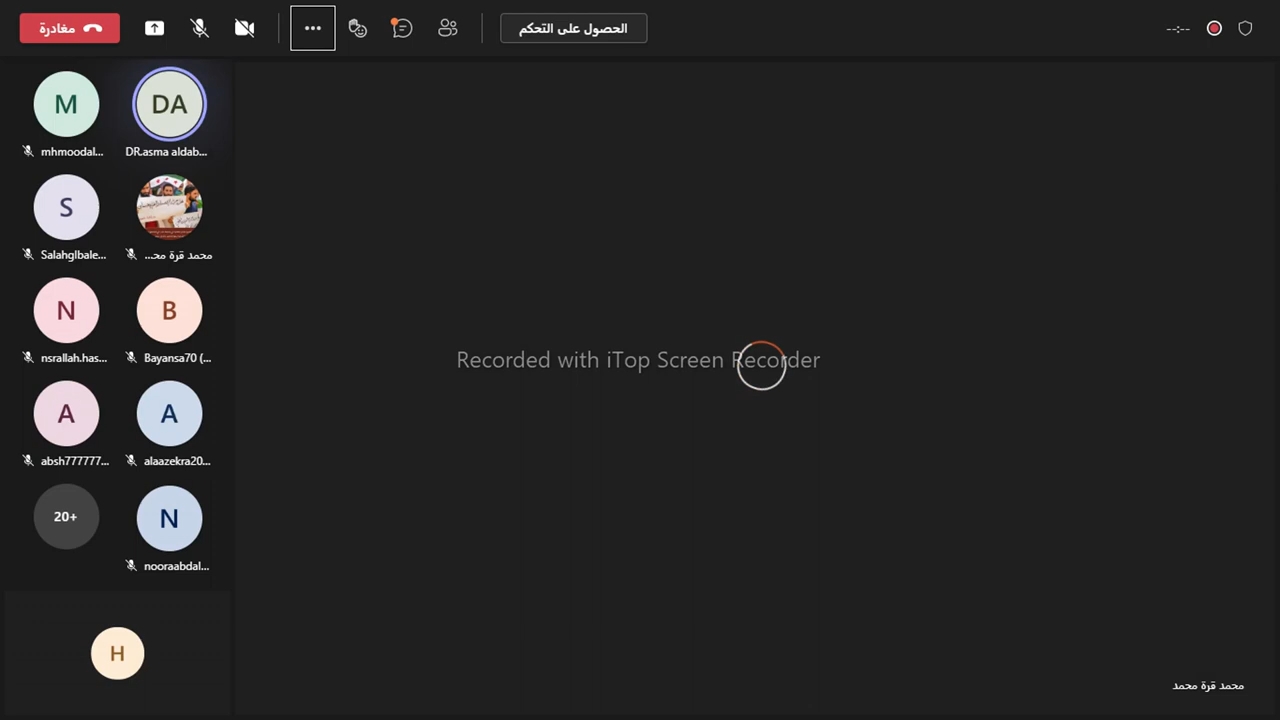 مغادرة
الحصول على التحكم
--:--
M
DA
mhmoodal...
DR.asma aldab...
S
Salahglbale...
محمد قرة مح...
N
B
nsrallah.has...
Bayansa70 (...
A
A
absh777777...
alaazekra20...
20+
N
nooraabdal...
H
Recorded with iTop Screen Recorder
محمد قرة محمد